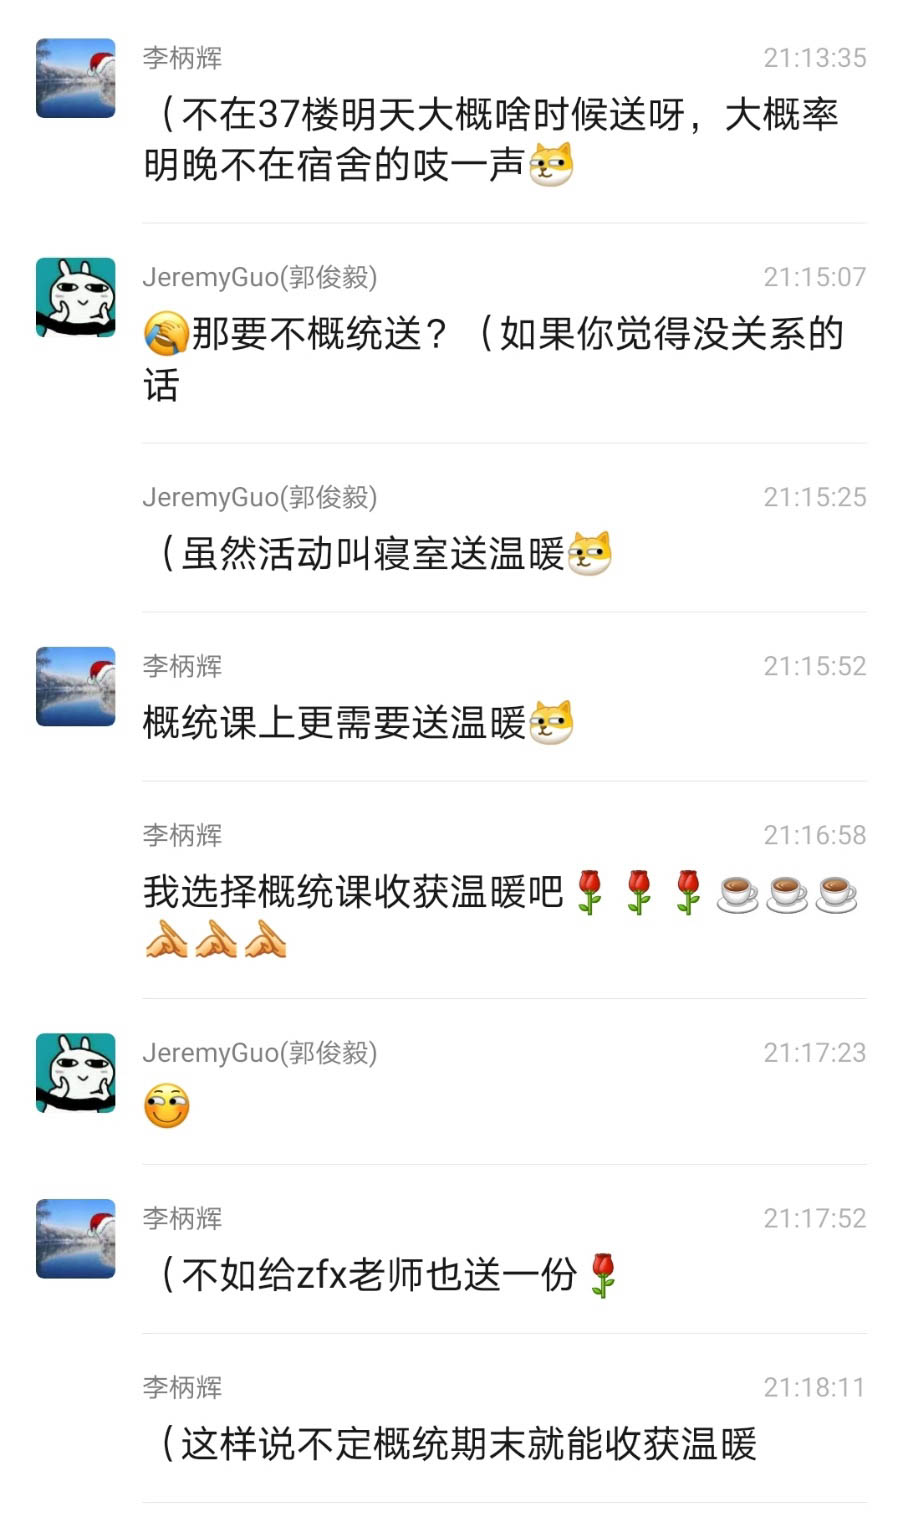 李柄辉 21:13:35
（不在37楼明天大概啥时候送呀，大概率
明晚不在宿舍的吱一声
JeremyGuo(郭俊毅) 21:15:07
那要不概统送？（如果你觉得没关系的
话
JeremyGuo(郭俊毅) 21:15:25
（虽然活动叫寝室送温暖
李柄辉 21:15:52
概统课上更需要送温暖
李柄辉 21:16:58
我选择概统课收获温暖吧🌹🌹🌹☕☕☕
JeremyGuo(郭俊毅) 21:17:23
李柄辉 21:17:52
（不如给zfx老师也送一份🌹
李柄辉 21:18:11
（这样说不定概统期末就能收获温暖